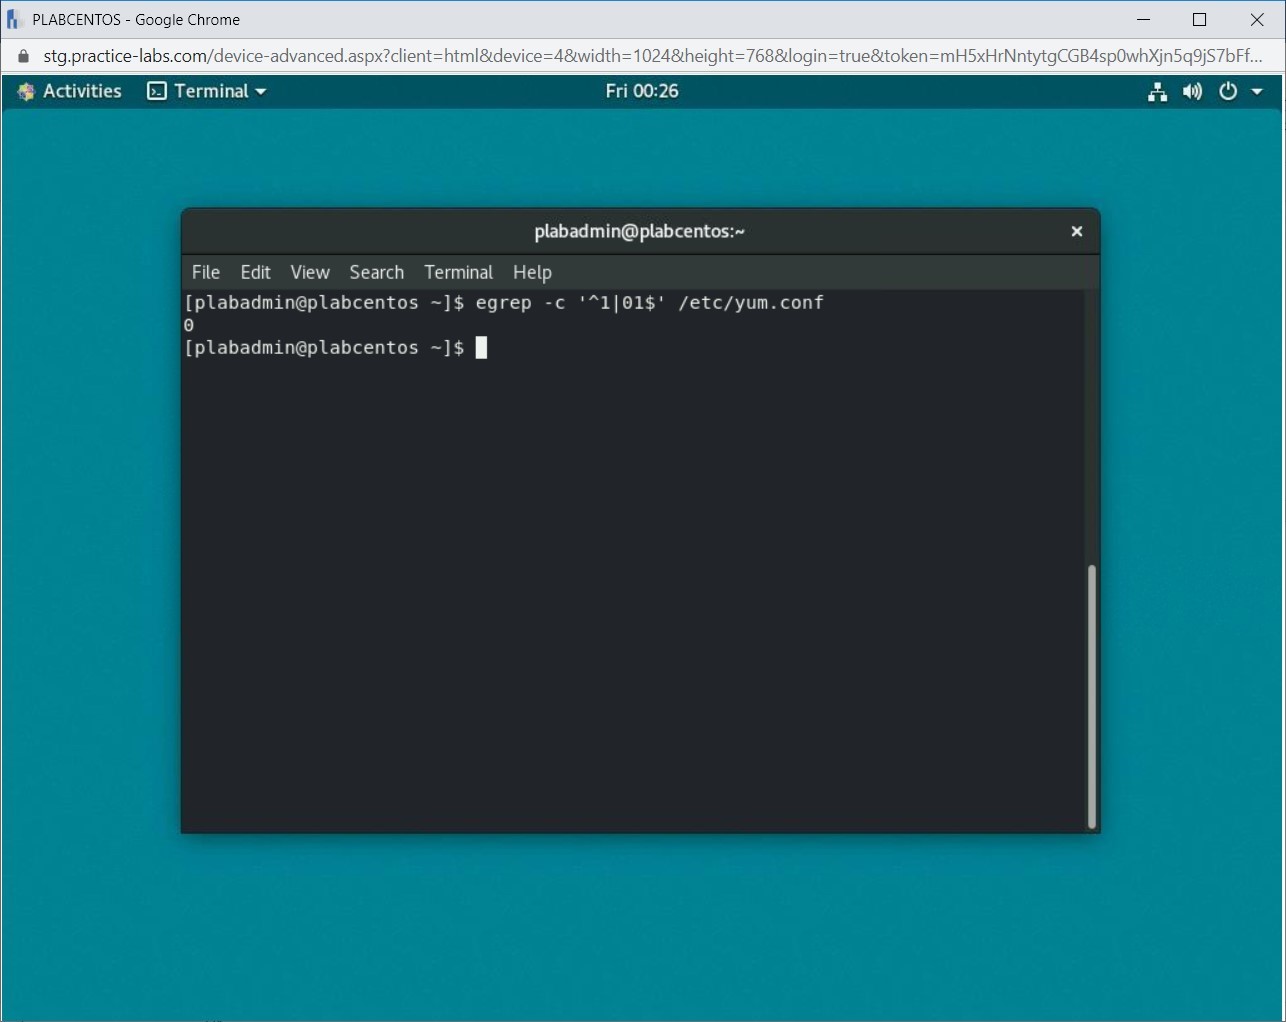 PLABCENTOS - Google Chrome
stg.practice-labs.com/device-advanced.aspx?client=html&device=4&width=1024&height=768&login=true&token=mH5xHrNntytgCGB4sp0whXjn5q9jS7bFf...
Activities Terminal Fri 00:26
plabadmin@plabcentos:~
File Edit View Search Terminal Help
[plabadmin@plabcentos ~]$ egrep -c '^1|01$' /etc/yum.conf
0
[plabadmin@plabcentos ~]$